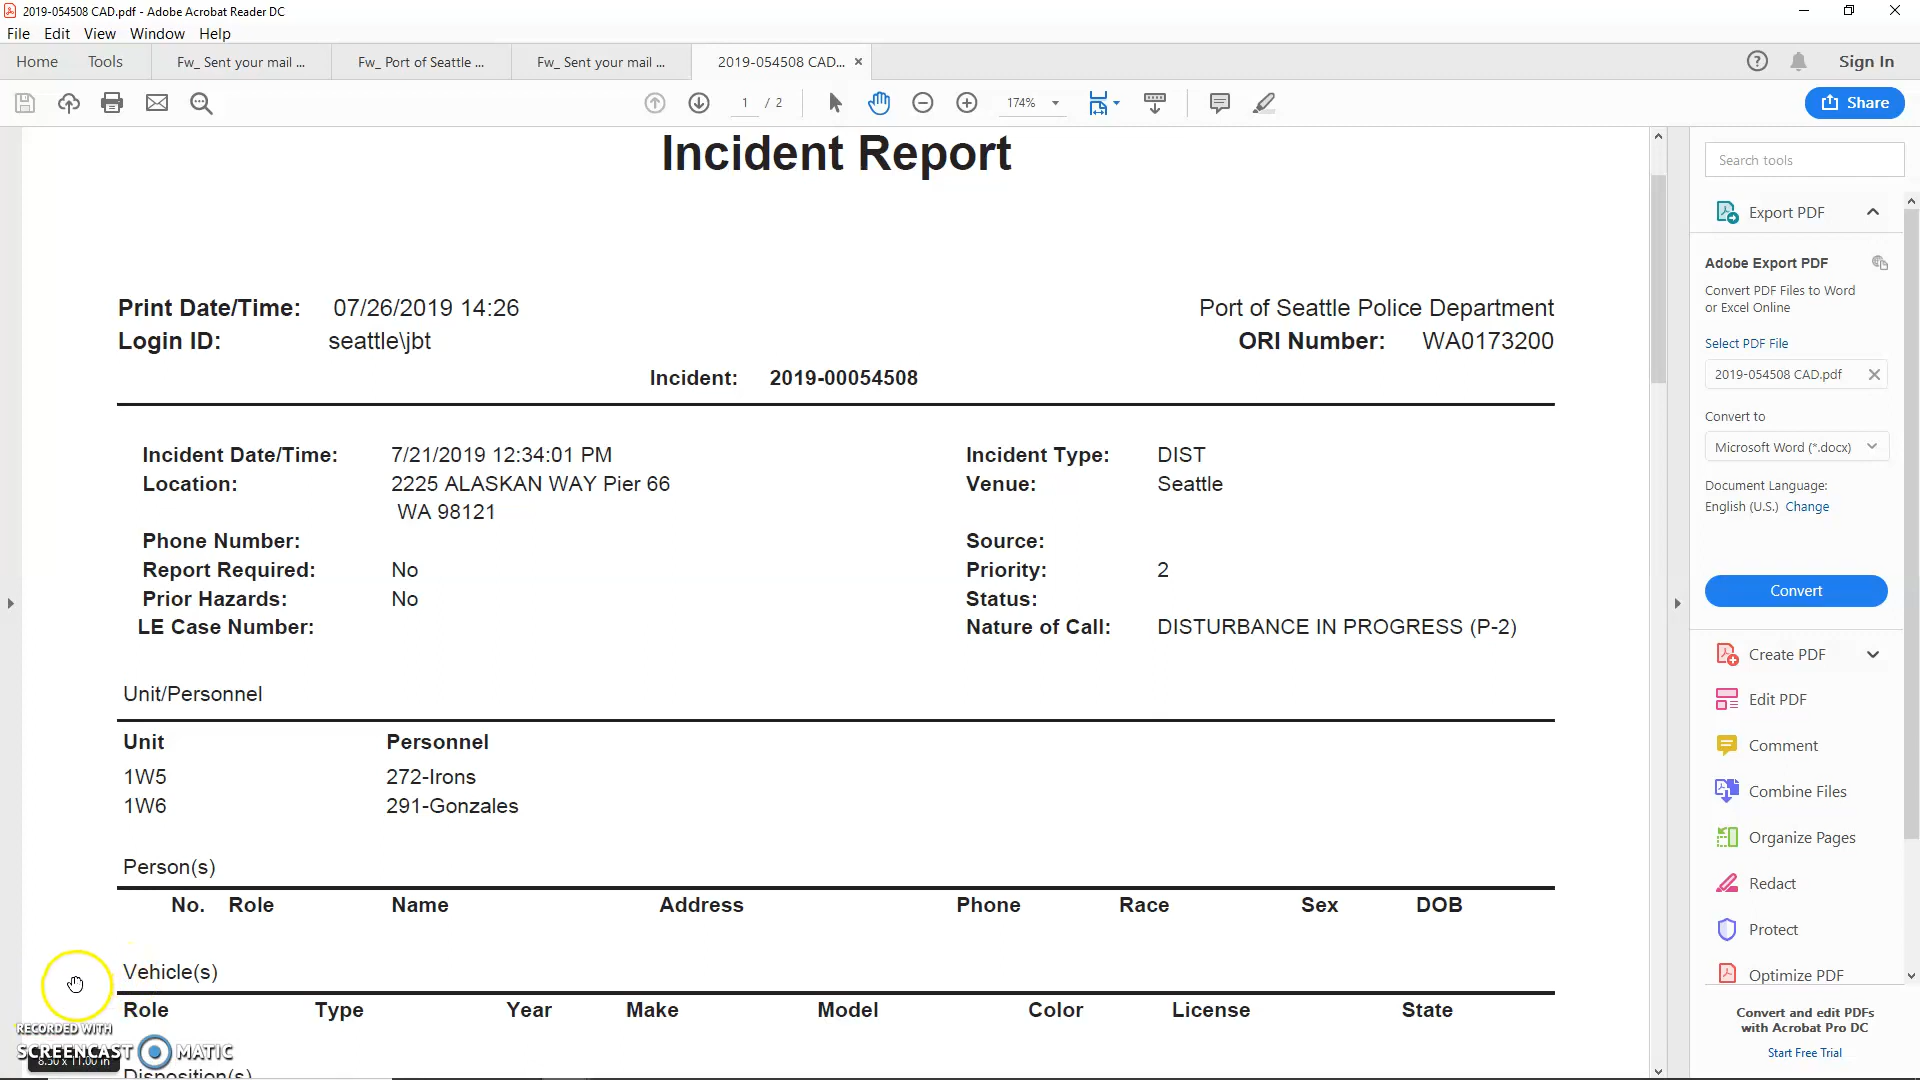 2019-054508 CAD.pdf - Adobe Acrobat Reader DC
File Edit View Window Help
Home Tools Fw_ Sent your mail ... Fw_ Port of Seattle ... Fw_ Sent your mail ... 2019-054508 CAD... × Sign In
1 / 2 174% Share
Incident Report
Print Date/Time: 07/26/2019 14:26 Port of Seattle Police Department
Login ID: seattle\jbt ORI Number: WA0173200
Incident: 2019-00054508
Incident Date/Time: 7/21/2019 12:34:01 PM Incident Type: DIST
Location: 2225 ALASKAN WAY Pier 66 Venue: Seattle
WA 98121
Phone Number: Source:
Report Required: No Priority: 2
Prior Hazards: No Status:
LE Case Number: Nature of Call: DISTURBANCE IN PROGRESS (P-2)
Unit/Personnel
Unit Personnel
1W5 272-Irons
1W6 291-Gonzales
Person(s)
No. Role Name Address Phone Race Sex DOB
Vehicle(s)
Role Type Year Make Model Color License State
Disposition(s)
RECORDED WITH
SCREENCAST MATIC
8.50 x 11.00 in
Search tools
Export PDF
Adobe Export PDF
Convert PDF Files to Word
or Excel Online
Select PDF File
2019-054508 CAD.pdf
Convert to
Microsoft Word (*.docx)
Document Language:
English (U.S.) Change
Convert
Create PDF
Edit PDF
Comment
Combine Files
Organize Pages
Redact
Protect
Optimize PDF
Convert and edit PDFs
with Acrobat Pro DC
Start Free Trial